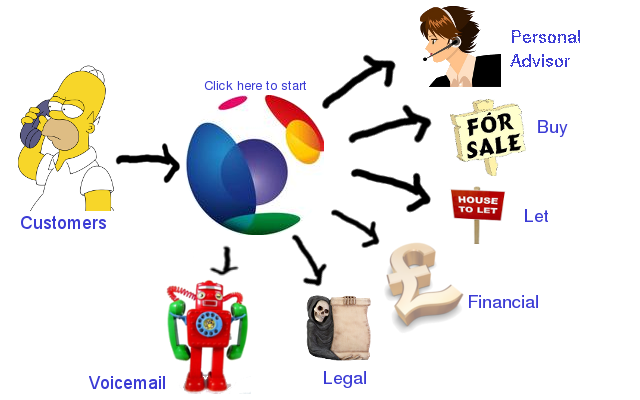 Click here to start
Personal
Advisor
FOR
SALE
Buy
HOUSE
TO LET
Let
Customers
Financial
Legal
Voicemail